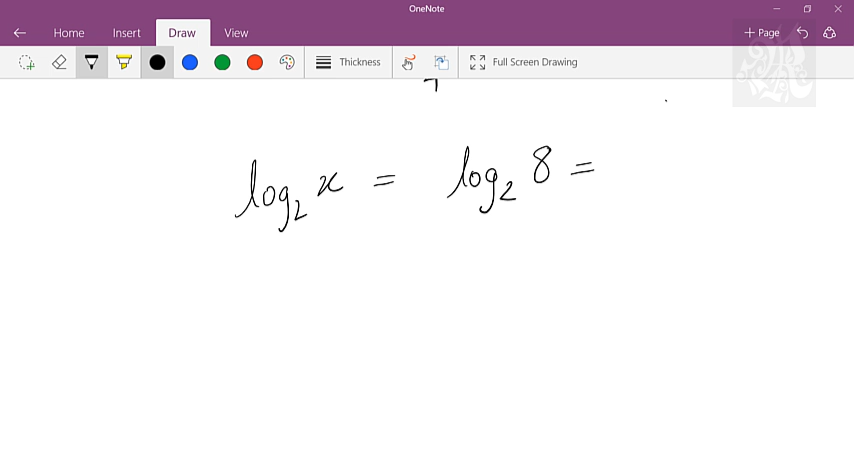 OneNote
Home Insert Draw View + Page
Thickness Full Screen Drawing
log₂ x = log₂ 8 =